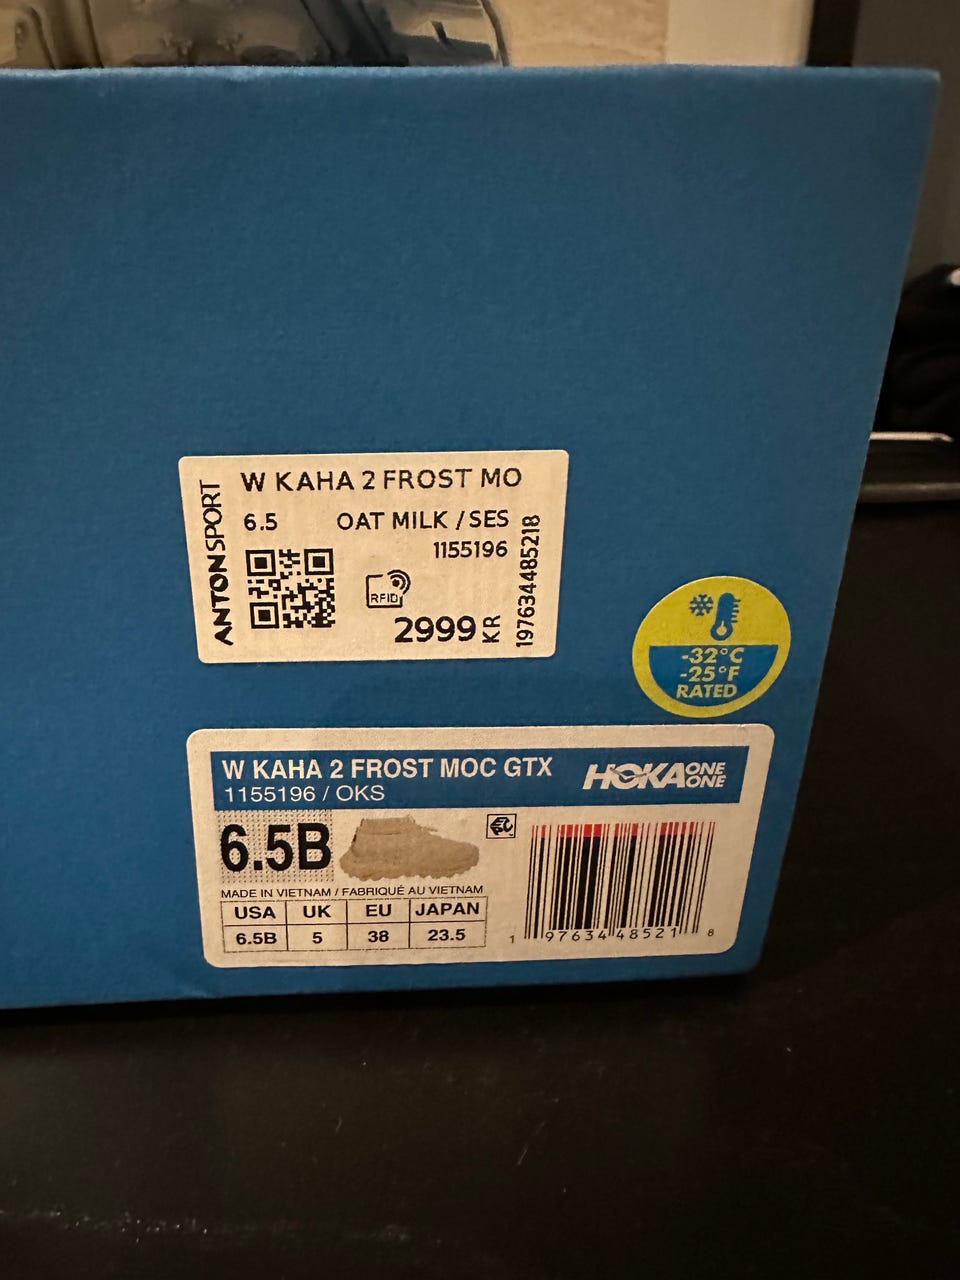 ANTON SPORT
W KAHA 2 FROST MO
6.5 OAT MILK / SES
1155196
RFID
2999 KR
197634485218
-32°C
-25°F
RATED
W KAHA 2 FROST MOC GTX
1155196 / OKS
HOKA ONE ONE
6.5B
MADE IN VIETNAM / FABRIQUÉ AU VIETNAM
USA UK EU JAPAN
6.5B 5 38 23.5
1 97634 48521 8